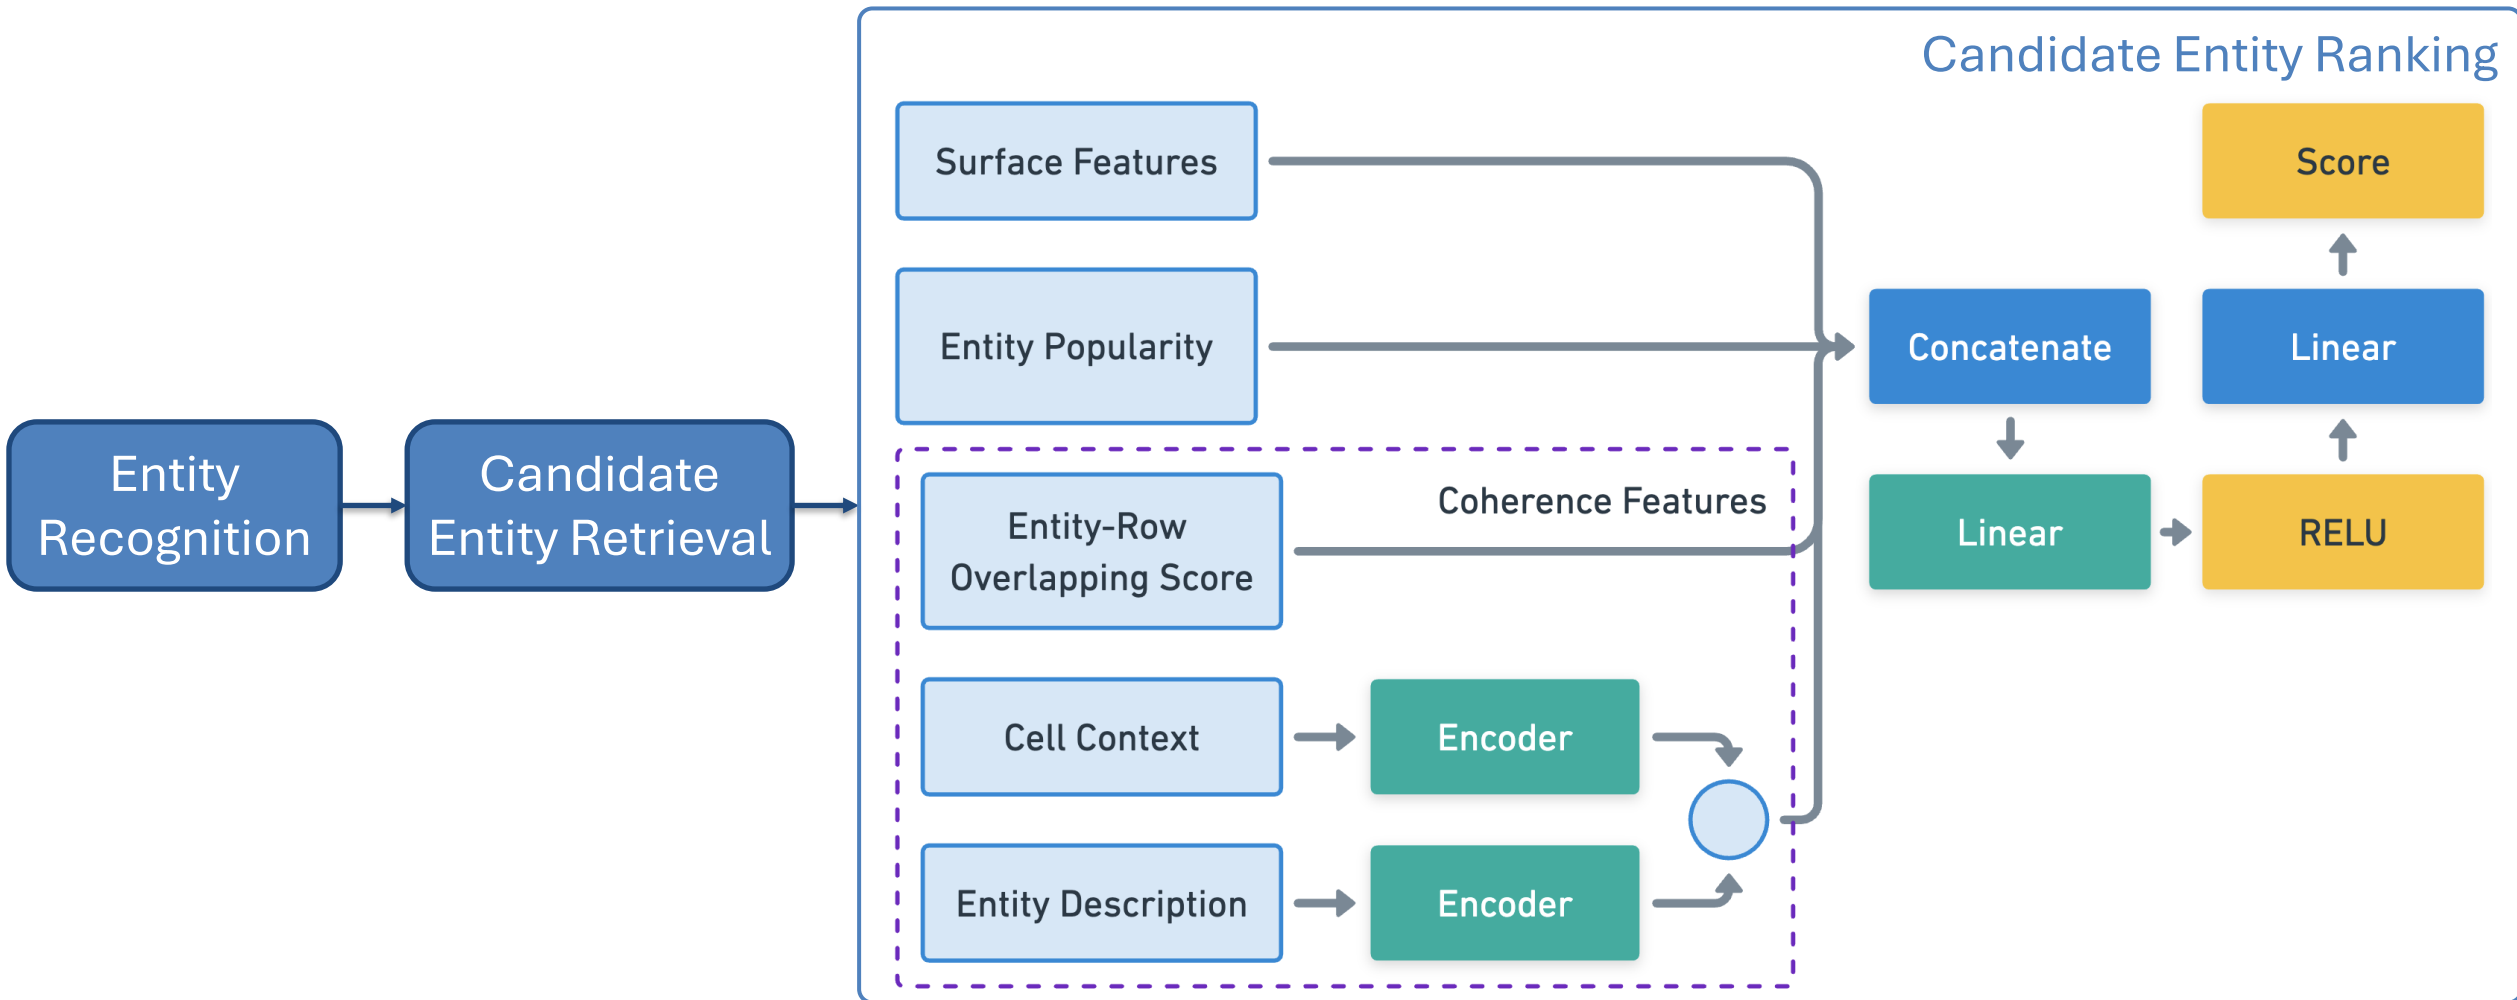 Candidate Entity Ranking
Entity
Recognition
Candidate
Entity Retrieval
Surface Features
Entity Popularity
Coherence Features
Entity-Row
Overlapping Score
Cell Context
Encoder
Entity Description
Encoder
Concatenate
Linear
RELU
Linear
Score